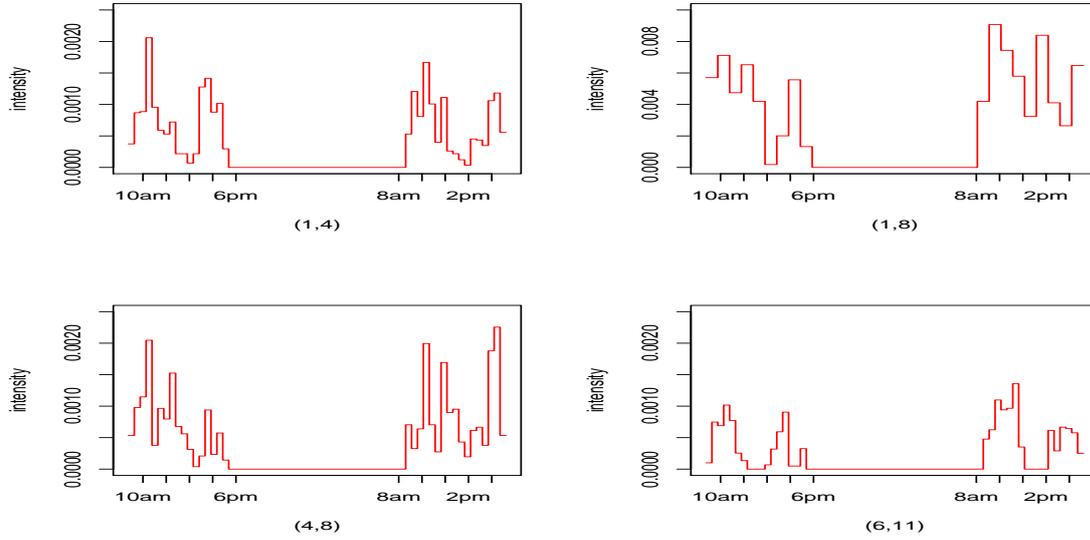 intensity
0.0020
0.0010
0.0000
10am 6pm 8am 2pm
(1,4)
intensity
0.008
0.004
0.000
10am 6pm 8am 2pm
(1,8)
intensity
0.0020
0.0010
0.0000
10am 6pm 8am 2pm
(4,8)
intensity
0.0020
0.0010
0.0000
10am 6pm 8am 2pm
(6,11)